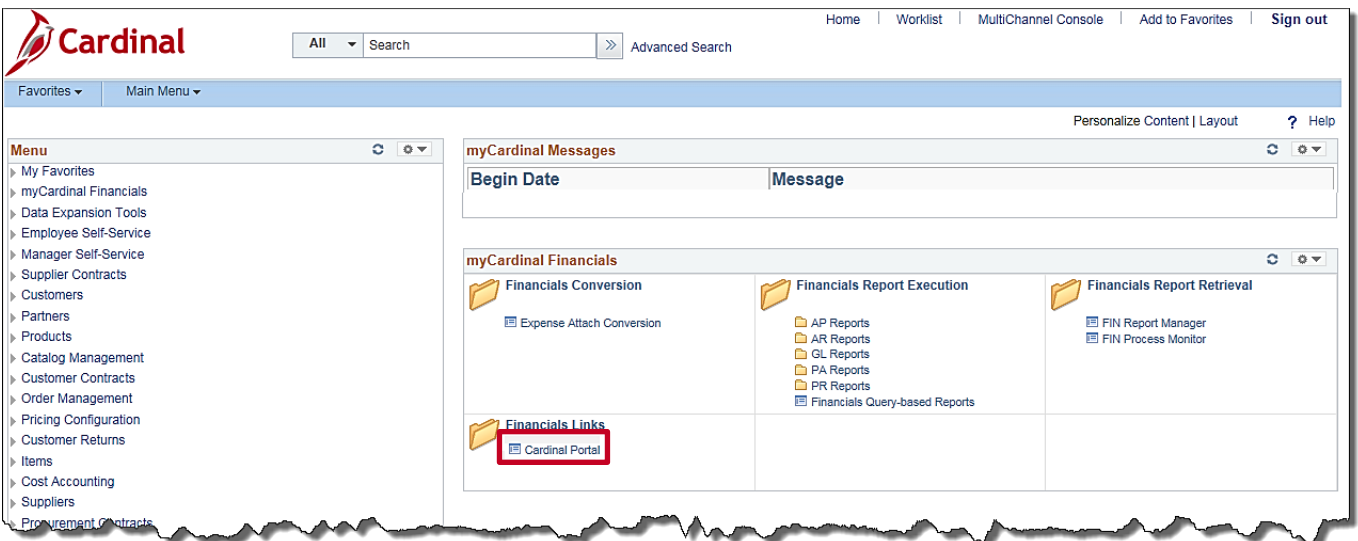 Home | Worklist | MultiChannel Console | Add to Favorites | Sign out
Cardinal
All Search Advanced Search
Favorites Main Menu
Personalize Content | Layout ? Help
Menu
My Favorites
myCardinal Financials
Data Expansion Tools
Employee Self-Service
Manager Self-Service
Supplier Contracts
Customers
Partners
Products
Catalog Management
Customer Contracts
Order Management
Pricing Configuration
Customer Returns
Items
Cost Accounting
Suppliers
Procurement Contracts
myCardinal Messages
Begin Date Message
myCardinal Financials
Financials Conversion
Expense Attach Conversion
Financials Report Execution
AP Reports
AR Reports
GL Reports
PA Reports
PR Reports
Financials Query-based Reports
Financials Report Retrieval
FIN Report Manager
FIN Process Monitor
Financials Links
Cardinal Portal